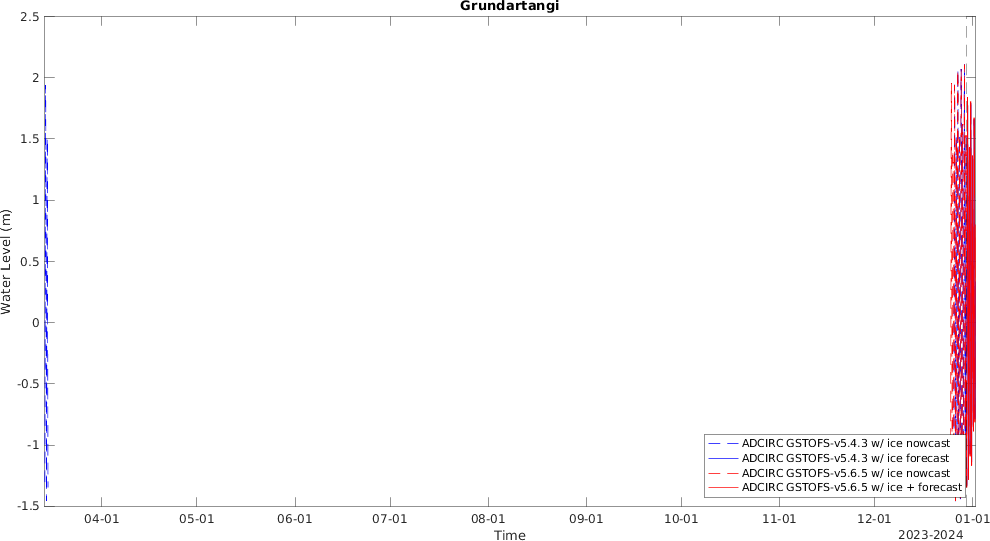 Grundartangi
2.5
2
1.5
1
0.5
0
-0.5
-1
-1.5
Water Level (m)
ADCIRC GSTOFS-v5.4.3 w/ ice nowcast
ADCIRC GSTOFS-v5.4.3 w/ ice forecast
ADCIRC GSTOFS-v5.6.5 w/ ice nowcast
ADCIRC GSTOFS-v5.6.5 w/ ice + forecast
04-01 05-01 06-01 07-01 08-01 09-01 10-01 11-01 12-01 01-01
Time
2023-2024